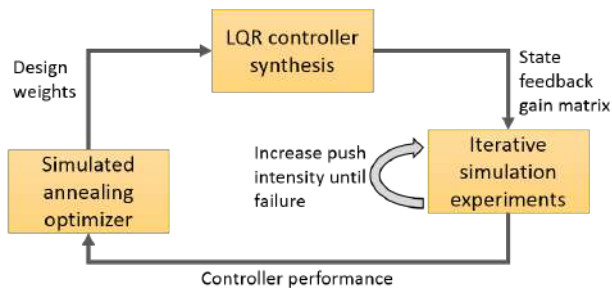 LQR controller
synthesis
Design
weights
State
feedback
gain matrix
Increase push
intensity until
failure
Iterative
simulation
experiments
Simulated
annealing
optimizer
Controller performance